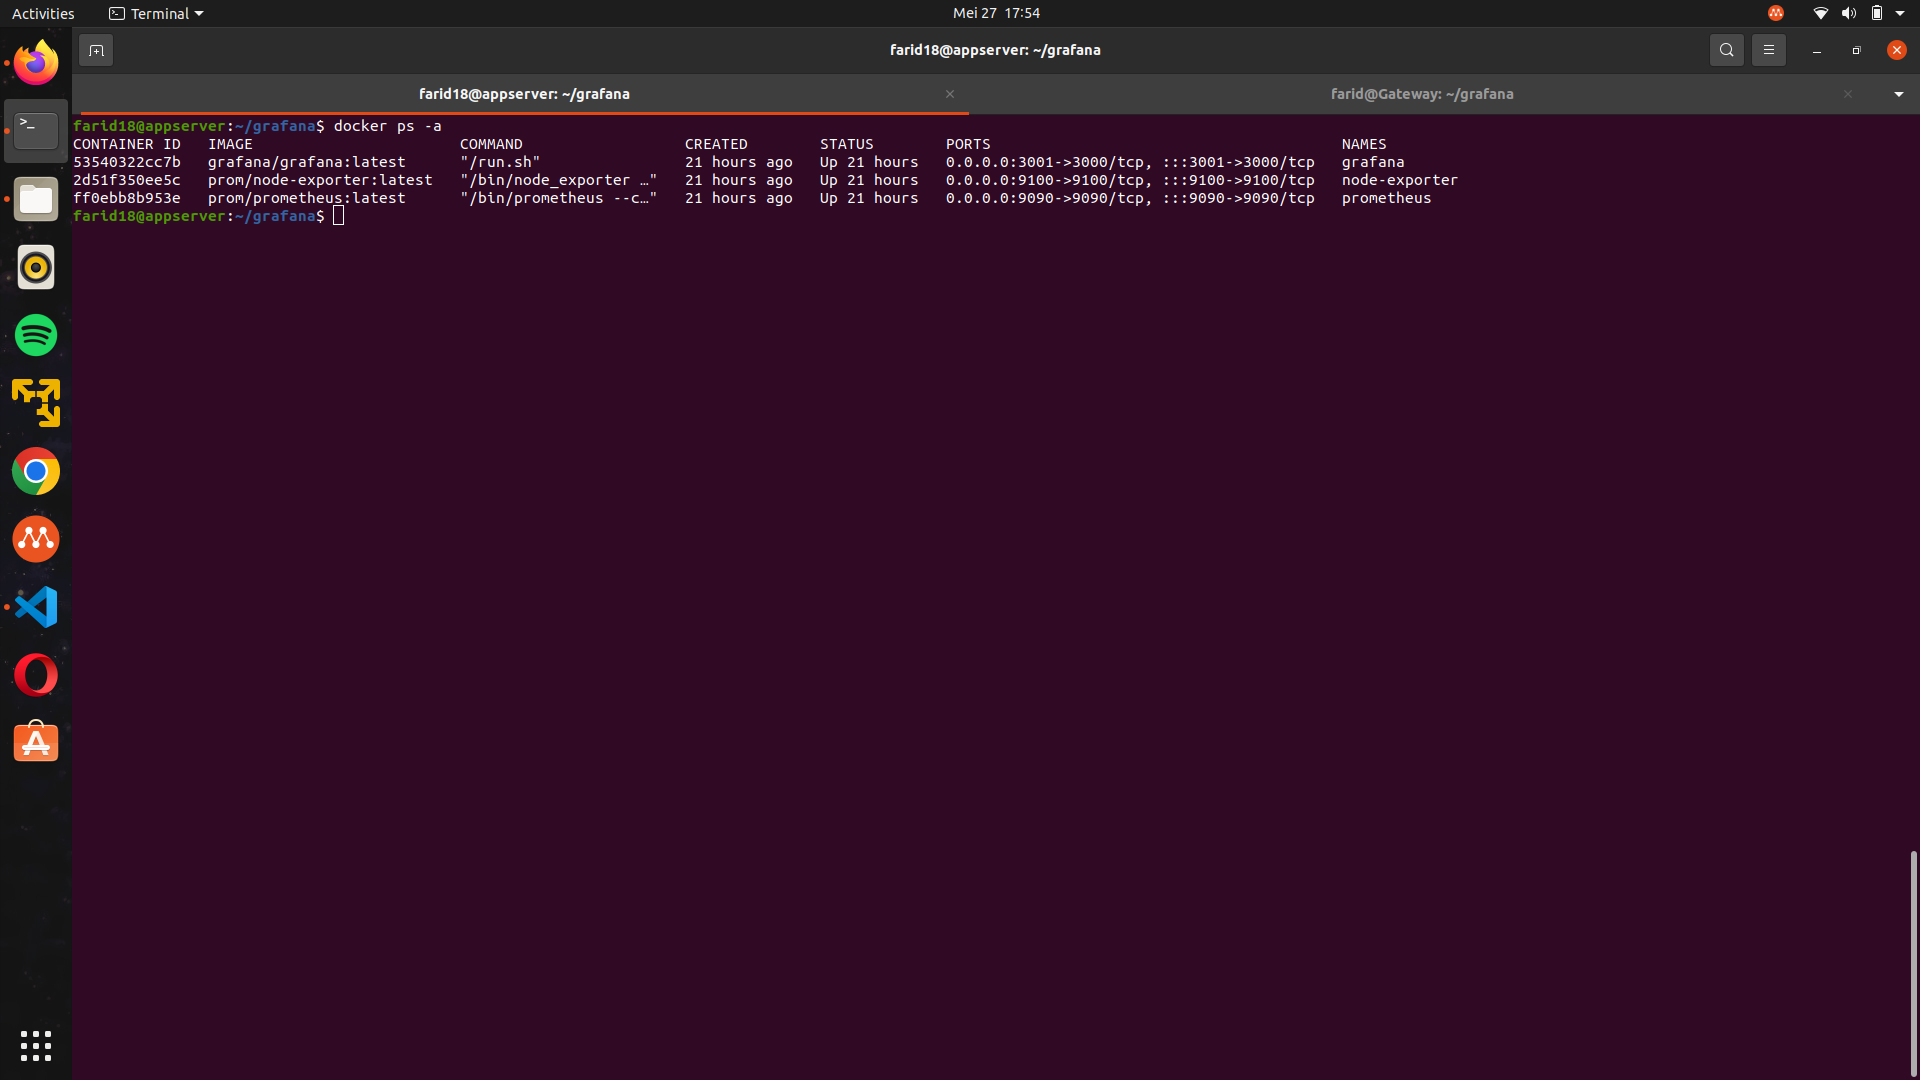 Activities Terminal Mei 27 17:54
farid18@appserver: ~/grafana
farid18@appserver: ~/grafana farid@Gateway: ~/grafana
farid18@appserver:~/grafana$ docker ps -a
CONTAINER ID   IMAGE                       COMMAND                  CREATED        STATUS        PORTS                                       NAMES
53540322cc7b   grafana/grafana:latest      "/run.sh"                21 hours ago   Up 21 hours   0.0.0.0:3001->3000/tcp, :::3001->3000/tcp   grafana
2d51f350ee5c   prom/node-exporter:latest   "/bin/node_exporter …"   21 hours ago   Up 21 hours   0.0.0.0:9100->9100/tcp, :::9100->9100/tcp   node-exporter
ff0ebb8b953e   prom/prometheus:latest      "/bin/prometheus --c…"   21 hours ago   Up 21 hours   0.0.0.0:9090->9090/tcp, :::9090->9090/tcp   prometheus
farid18@appserver:~/grafana$